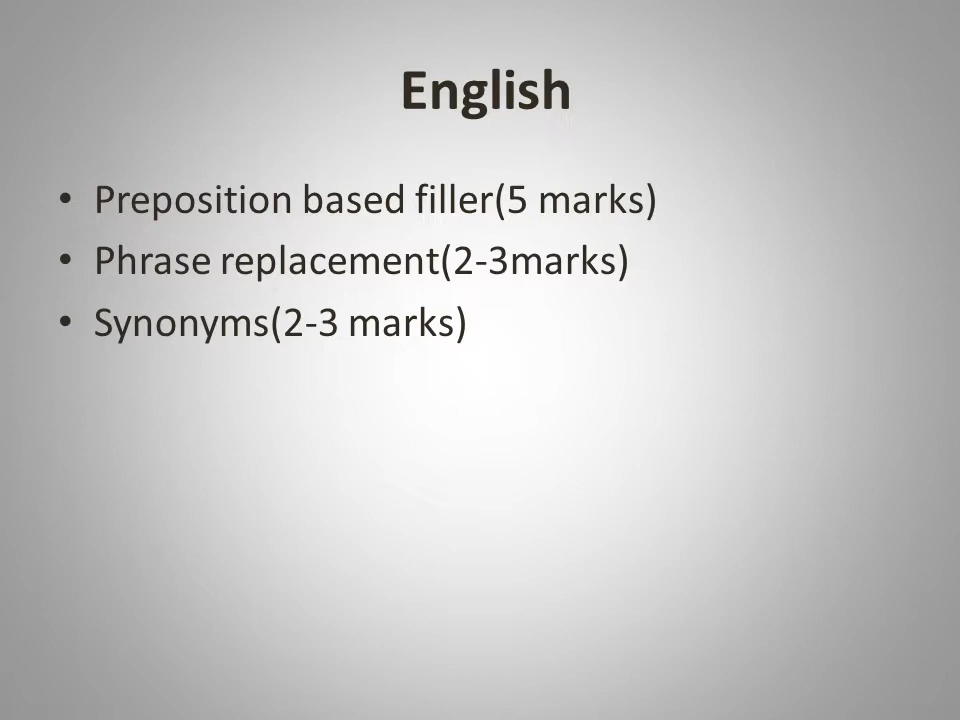 English
• Preposition based filler(5 marks)
• Phrase replacement(2-3marks)
• Synonyms(2-3 marks)